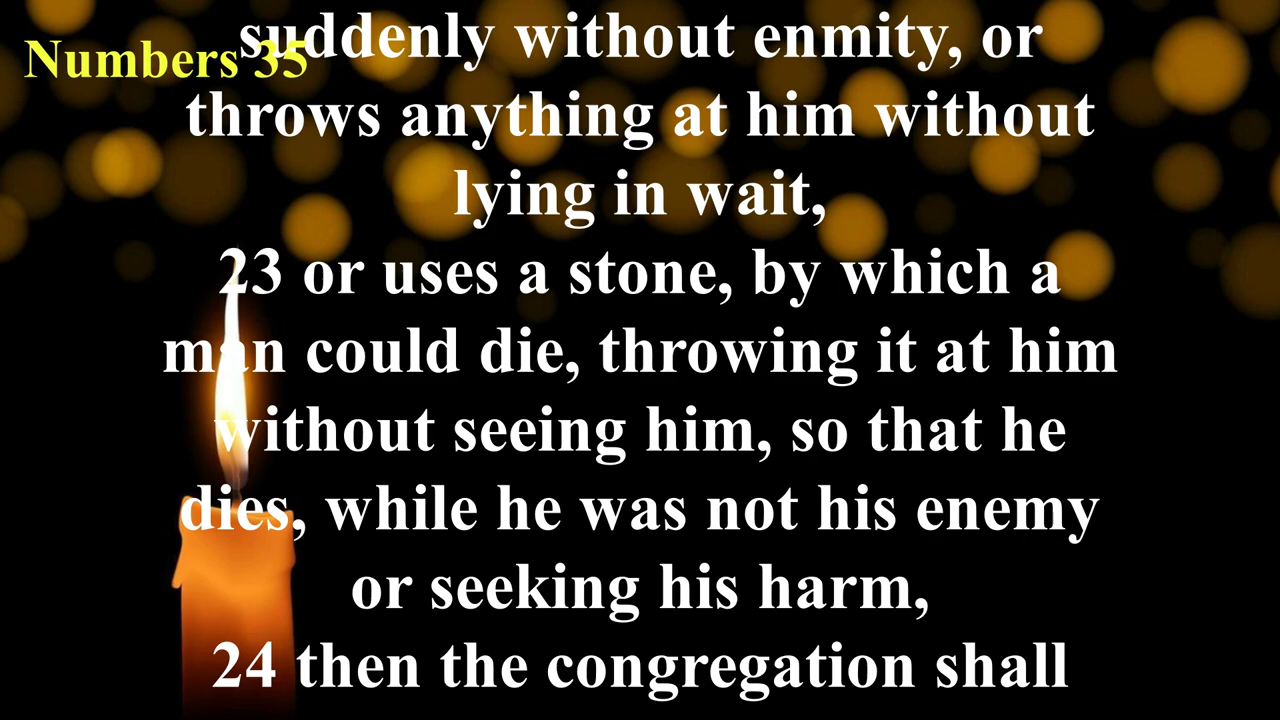 Numbers 35
suddenly without enmity, or
throws anything at him without
lying in wait,
23 or uses a stone, by which a
man could die, throwing it at him
without seeing him, so that he
dies, while he was not his enemy
or seeking his harm,
24 then the congregation shall